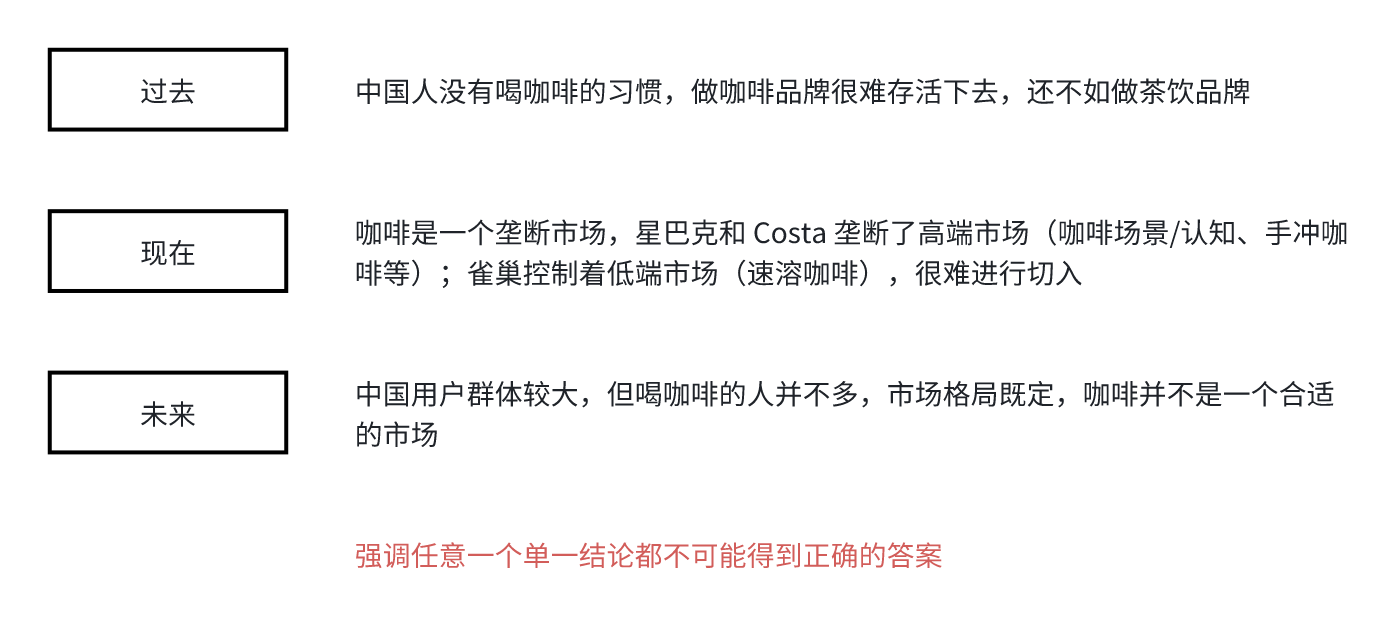 过去
中国人没有喝咖啡的习惯，做咖啡品牌很难存活下去，还不如做茶饮品牌
现在
咖啡是一个垄断市场，星巴克和 Costa 垄断了高端市场（咖啡场景/认知、手冲咖
啡等）；雀巢控制着低端市场（速溶咖啡），很难进行切入
未来
中国用户群体较大，但喝咖啡的人并不多，市场格局既定，咖啡并不是一个合适
的市场
强调任意一个单一结论都不可能得到正确的答案